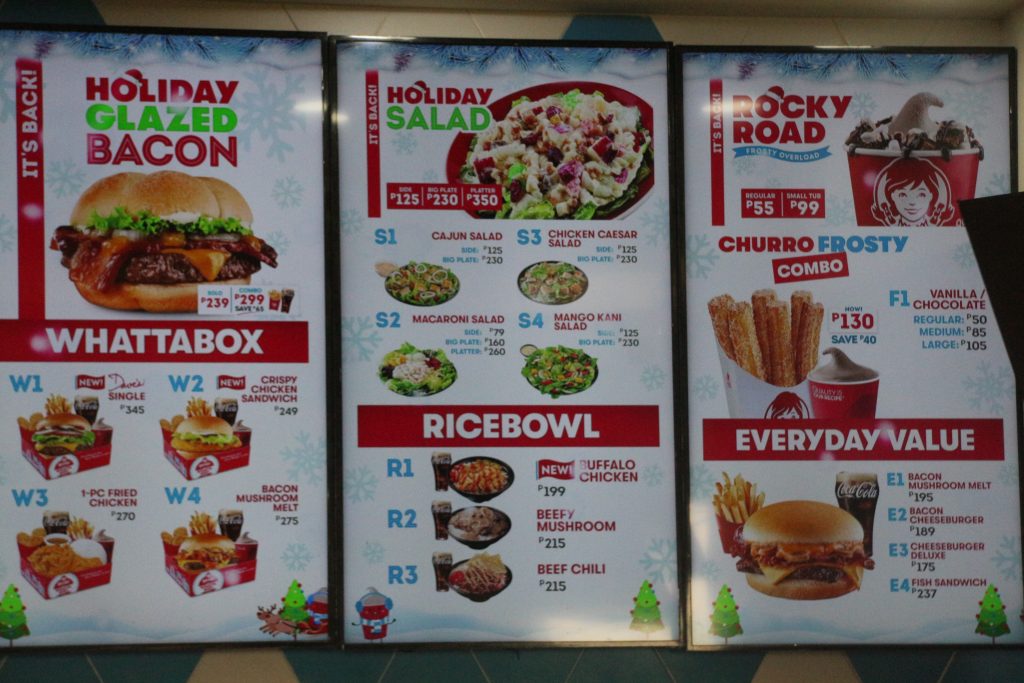 IT'S BACK!
HOLIDAY
GLAZED
BACON
SOLO
₱239
COMBO
₱299
SAVE ₱65
WHATTABOX
W1
NEW!
Dave's
SINGLE
₱345
W2
NEW!
CRISPY
CHICKEN
SANDWICH
₱249
W3
1-PC FRIED
CHICKEN
₱270
W4
BACON
MUSHROOM
MELT
₱275
IT'S BACK!
HOLIDAY
SALAD
SIDE
₱125
BIG PLATE
₱230
PLATTER
₱350
S1
CAJUN SALAD
SIDE: ₱125
BIG PLATE: ₱230
S3
CHICKEN CAESAR
SALAD
SIDE: ₱125
BIG PLATE: ₱230
S2
MACARONI SALAD
SIDE: ₱79
BIG PLATE: ₱160
PLATTER: ₱260
S4
MANGO KANI
SALAD
SIDE: ₱125
BIG PLATE: ₱230
RICEBOWL
R1
NEW! BUFFALO
CHICKEN
₱199
R2
BEEFY
MUSHROOM
₱215
R3
BEEF CHILI
₱215
IT'S BACK!
ROCKY
ROAD
FROSTY OVERLOAD
REGULAR
₱55
SMALL TUB
₱99
CHURRO FROSTY
COMBO
NOW!
₱130
SAVE ₱40
QUALITY IS
OUR RECIPE
F1
VANILLA /
CHOCOLATE
REGULAR: ₱50
MEDIUM: ₱85
LARGE: ₱105
EVERYDAY VALUE
Coca-Cola
E1 BACON
MUSHROOM MELT
₱195
E2 BACON
CHEESEBURGER
₱189
E3 CHEESEBURGER
DELUXE
₱175
E4 FISH SANDWICH
₱237